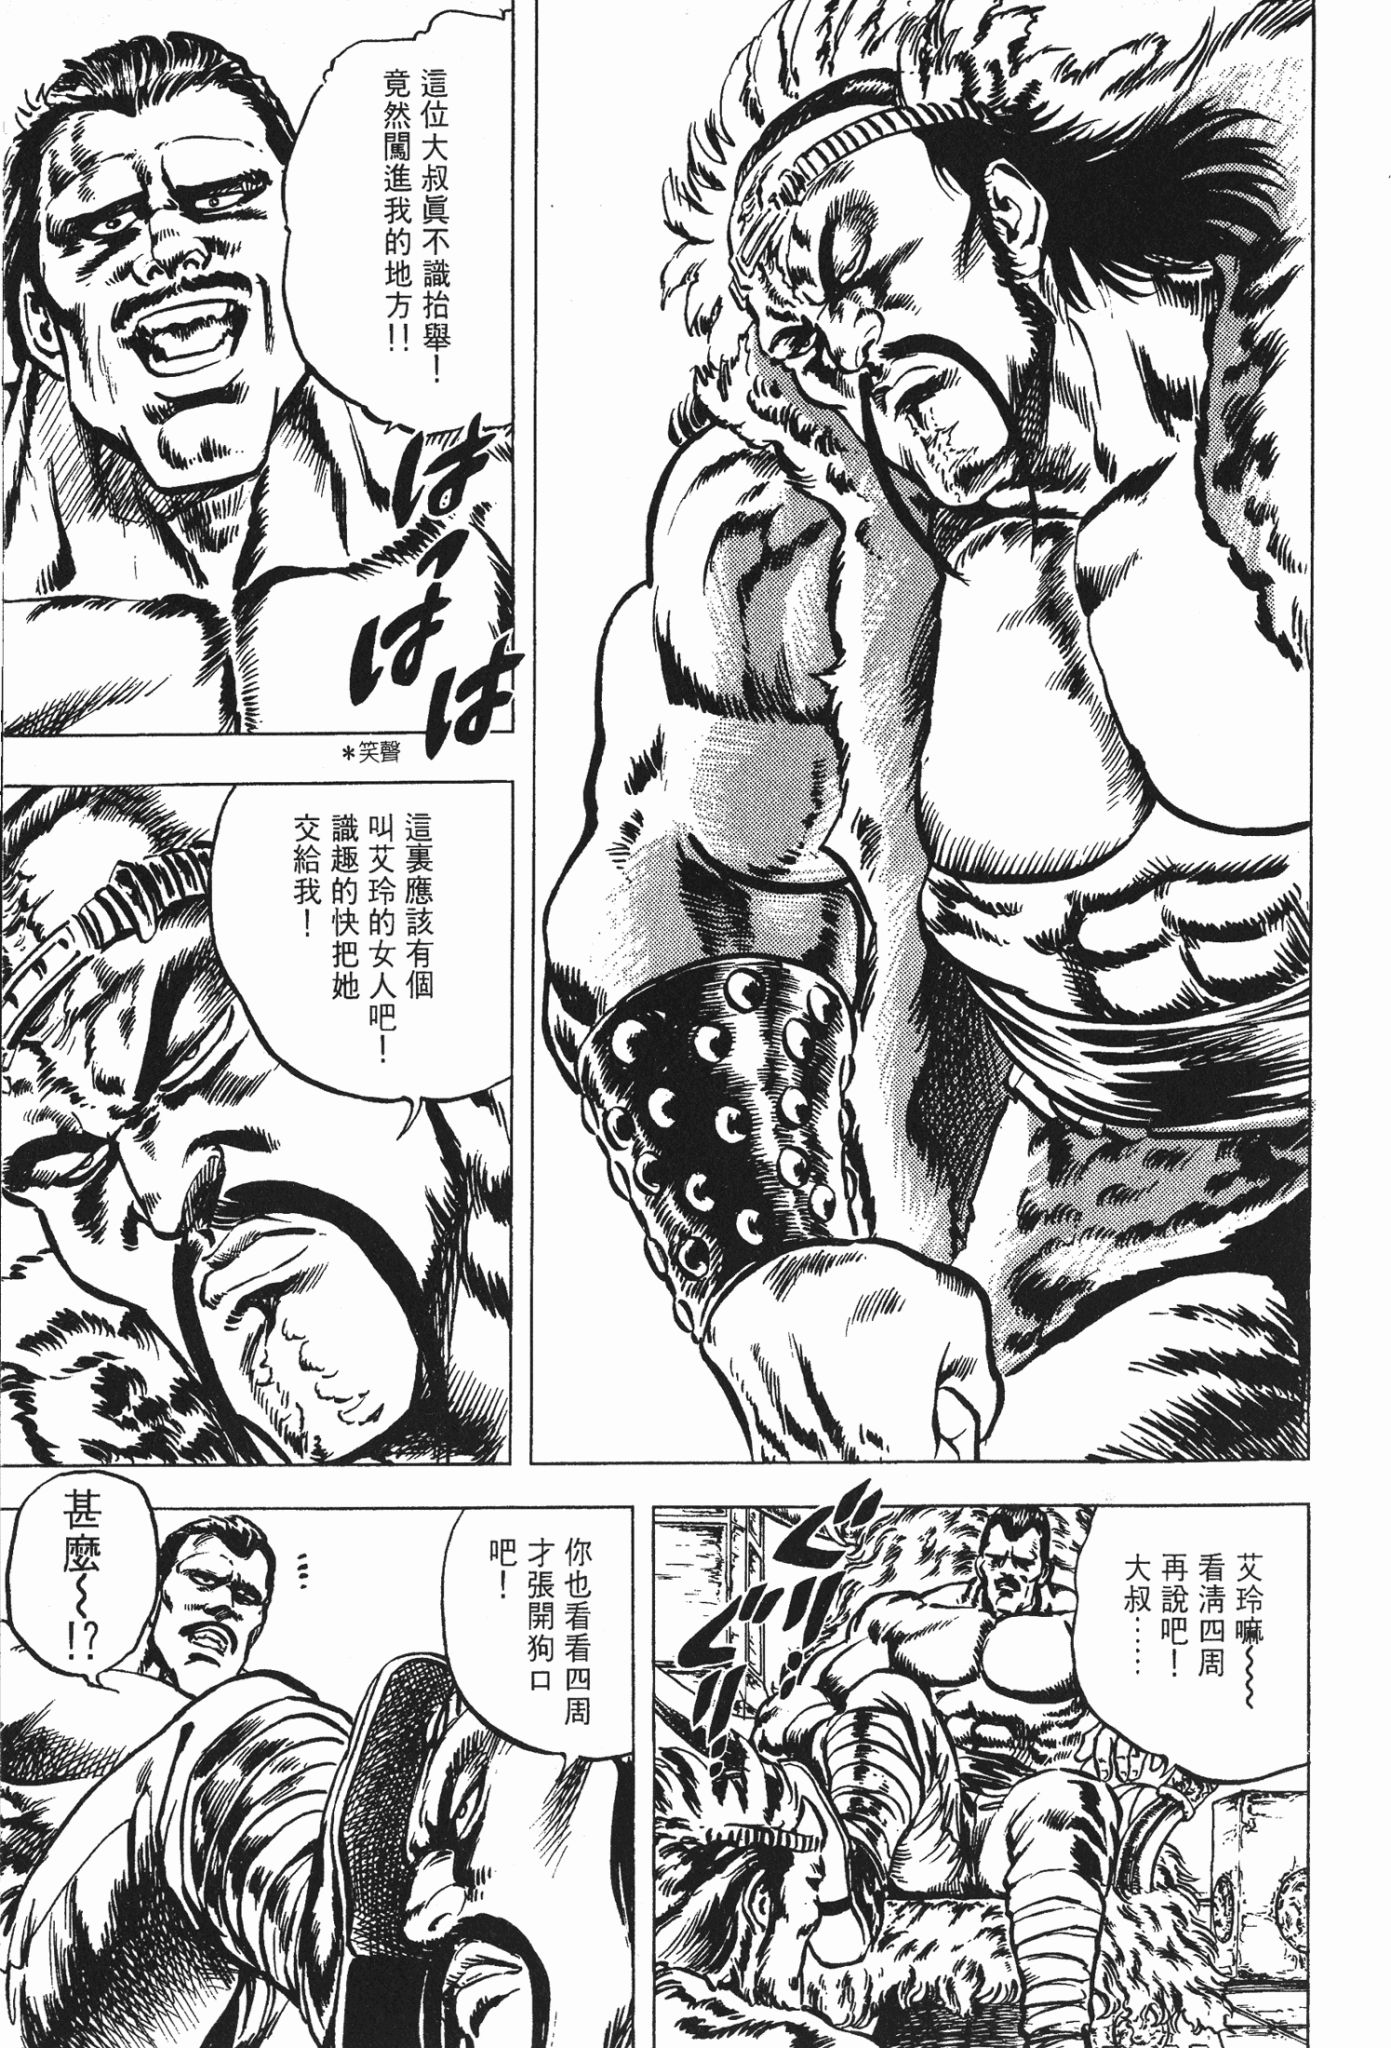 這位大叔真不識抬舉！
竟然闖進我的地方!!
はっはは
＊笑聲
這裏應該有個
叫艾玲的女人吧！
識趣的快把她
交給我！
艾玲嘛～～
看清四周
再說吧！
大叔……
ズズズ…
你也看看四周
才張開狗口
吧！
甚麼～!?